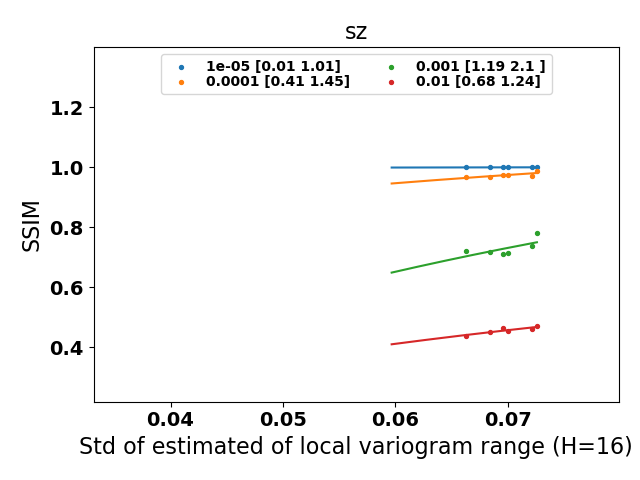 sz
1e-05 [0.01 1.01]
0.0001 [0.41 1.45]
0.001 [1.19 2.1 ]
0.01 [0.68 1.24]
SSIM
1.2
1.0
0.8
0.6
0.4
0.04 0.05 0.06 0.07
Std of estimated of local variogram range (H=16)